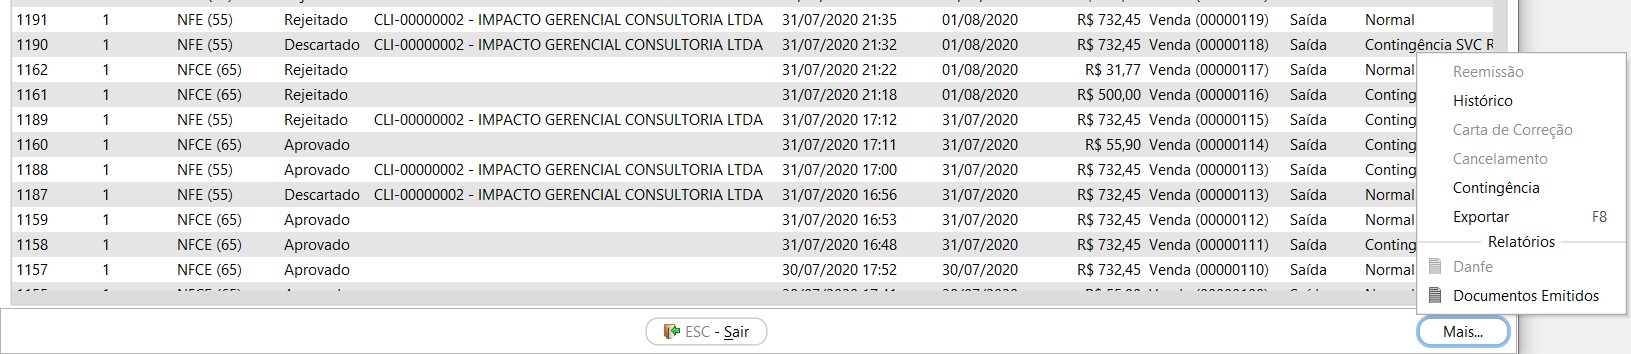 1191 1 NFE (55) Rejeitado CLI-00000002 - IMPACTO GERENCIAL CONSULTORIA LTDA 31/07/2020 21:35 01/08/2020 R$ 732,45 Venda (00000119) Saída Normal
1190 1 NFE (55) Descartado CLI-00000002 - IMPACTO GERENCIAL CONSULTORIA LTDA 31/07/2020 21:32 01/08/2020 R$ 732,45 Venda (00000118) Saída Contingência SVC R
1162 1 NFCE (65) Rejeitado 31/07/2020 21:22 01/08/2020 R$ 31,77 Venda (00000117) Saída Normal
1161 1 NFCE (65) Rejeitado 31/07/2020 21:18 01/08/2020 R$ 500,00 Venda (00000116) Saída Conting
1189 1 NFE (55) Rejeitado CLI-00000002 - IMPACTO GERENCIAL CONSULTORIA LTDA 31/07/2020 17:12 31/07/2020 R$ 732,45 Venda (00000115) Saída Conting
1160 1 NFCE (65) Aprovado 31/07/2020 17:11 31/07/2020 R$ 55,90 Venda (00000114) Saída Conting
1188 1 NFE (55) Aprovado CLI-00000002 - IMPACTO GERENCIAL CONSULTORIA LTDA 31/07/2020 17:00 31/07/2020 R$ 732,45 Venda (00000113) Saída Conting
1187 1 NFE (55) Descartado CLI-00000002 - IMPACTO GERENCIAL CONSULTORIA LTDA 31/07/2020 16:56 31/07/2020 R$ 732,45 Venda (00000113) Saída Normal
1159 1 NFCE (65) Aprovado 31/07/2020 16:53 31/07/2020 R$ 732,45 Venda (00000112) Saída Normal
1158 1 NFCE (65) Aprovado 31/07/2020 16:48 31/07/2020 R$ 732,45 Venda (00000111) Saída Conting
1157 1 NFCE (65) Aprovado 30/07/2020 17:52 30/07/2020 R$ 732,45 Venda (00000110) Saída Normal
Reemissão
Histórico
Carta de Correção
Cancelamento
Contingência
Exportar F8
Relatórios
Danfe
Documentos Emitidos
ESC - Sair
Mais...